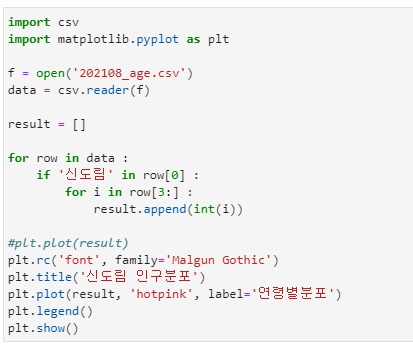 import csv
import matplotlib.pyplot as plt
f = open('202108_age.csv')
data = csv.reader(f)
result = []
for row in data :
    if '신도림' in row[0] :
        for i in row[3:] :
            result.append(int(i))
#plt.plot(result)
plt.rc('font', family='Malgun Gothic')
plt.title('신도림 인구분포')
plt.plot(result, 'hotpink', label='연령별분포')
plt.legend()
plt.show()